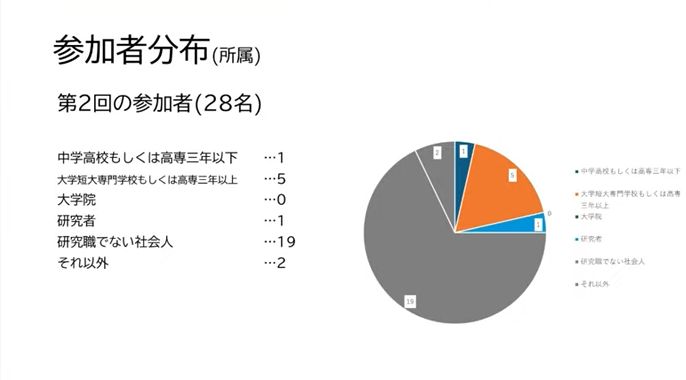 参加者分布(所属)
第2回の参加者(28名)
中学高校もしくは高専三年以下 …1
大学短大専門学校もしくは高専三年以上 …5
大学院 …0
研究者 …1
研究職でない社会人 …19
それ以外 …2
2
1
5
0
1
19
中学高校もしくは高専三年以下
大学短大専門学校もしくは高専
三年以上
大学院
研究者
研究職でない社会人
それ以外